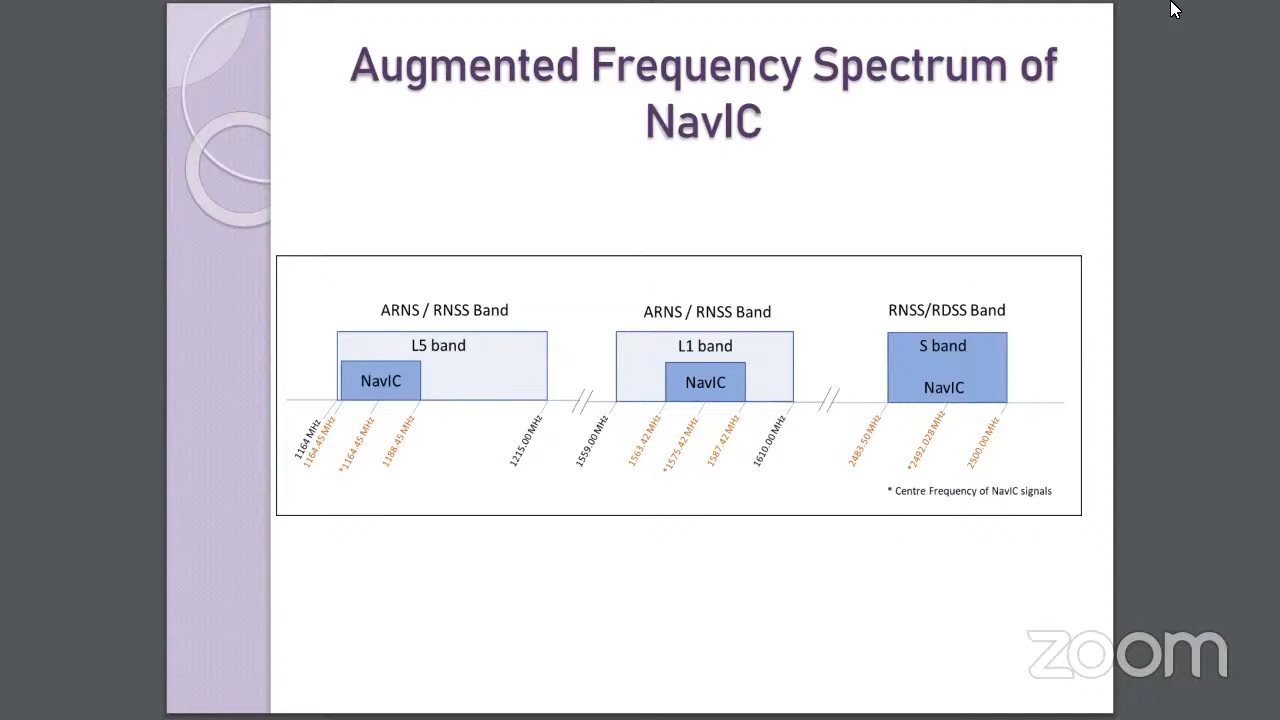 Augmented Frequency Spectrum of
NavIC
ARNS / RNSS Band
ARNS / RNSS Band
RNSS/RDSS Band
L5 band
L1 band
S band
NavIC
NavIC
NavIC
1164 MHz
1164.45 MHz
*1164.45 MHz
1188.45 MHz
1215.00 MHz
1559.00 MHz
1563.42 MHz
*1575.42 MHz
1587.42 MHz
1610.00 MHz
2483.50 MHz
*2492.028 MHz
2500.00 MHz
* Centre Frequency of NavIC signals
zoom